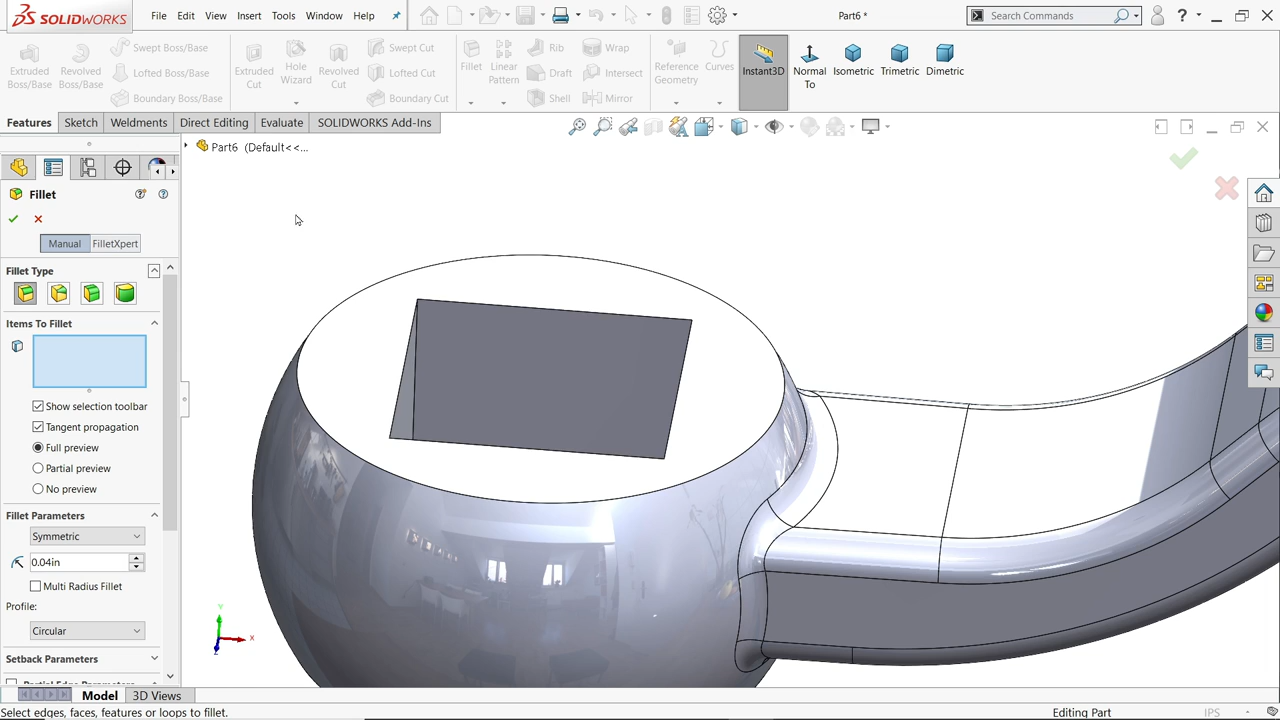 SOLIDWORKS File Edit View Insert Tools Window Help Part6 * Search Commands ?
Extruded Boss/Base Revolved Boss/Base Swept Boss/Base Lofted Boss/Base Boundary Boss/Base Extruded Cut Hole Wizard Revolved Cut Swept Cut Lofted Cut Boundary Cut Fillet Linear Pattern Rib Draft Shell Wrap Intersect Mirror Reference Geometry Curves Instant3D Normal To Isometric Trimetric Dimetric
Features Sketch Weldments Direct Editing Evaluate SOLIDWORKS Add-Ins
Part6 (Default<<...
Fillet
Manual FilletXpert
Fillet Type
Items To Fillet
Show selection toolbar
Tangent propagation
Full preview
Partial preview
No preview
Fillet Parameters
Symmetric
0.04in
Multi Radius Fillet
Profile:
Circular
Setback Parameters
Y
X
Z
Model 3D Views
Select edges, faces, features or loops to fillet. Editing Part IPS